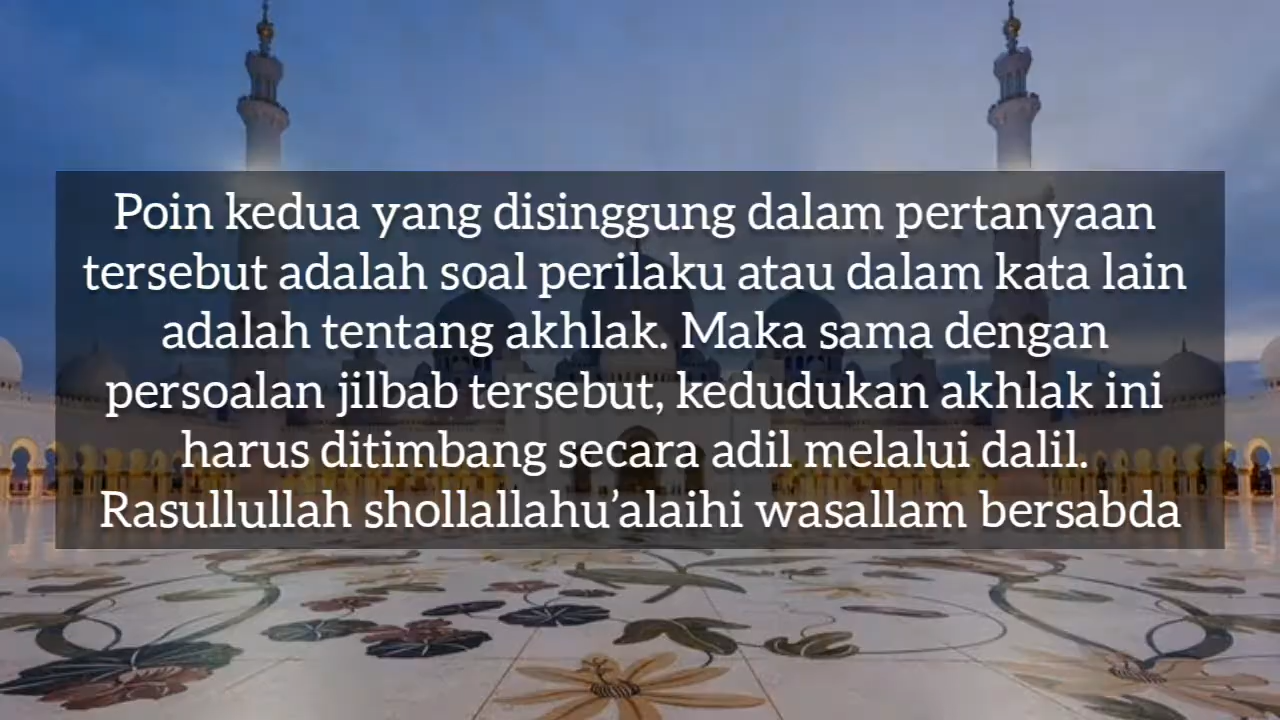 Poin kedua yang disinggung dalam pertanyaan
tersebut adalah soal perilaku atau dalam kata lain
adalah tentang akhlak. Maka sama dengan
persoalan jilbab tersebut, kedudukan akhlak ini
harus ditimbang secara adil melalui dalil.
Rasullullah shollallahu’alaihi wasallam bersabda